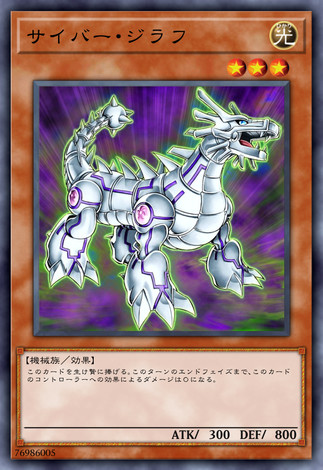 サイバー・ジラフ
光
【機械族／効果】
このカードを生け贄に捧げる。このターンのエンドフェイズまで、このカード
のコントローラーへの効果によるダメージは０になる。
ATK/ 300 DEF/ 800
76986005